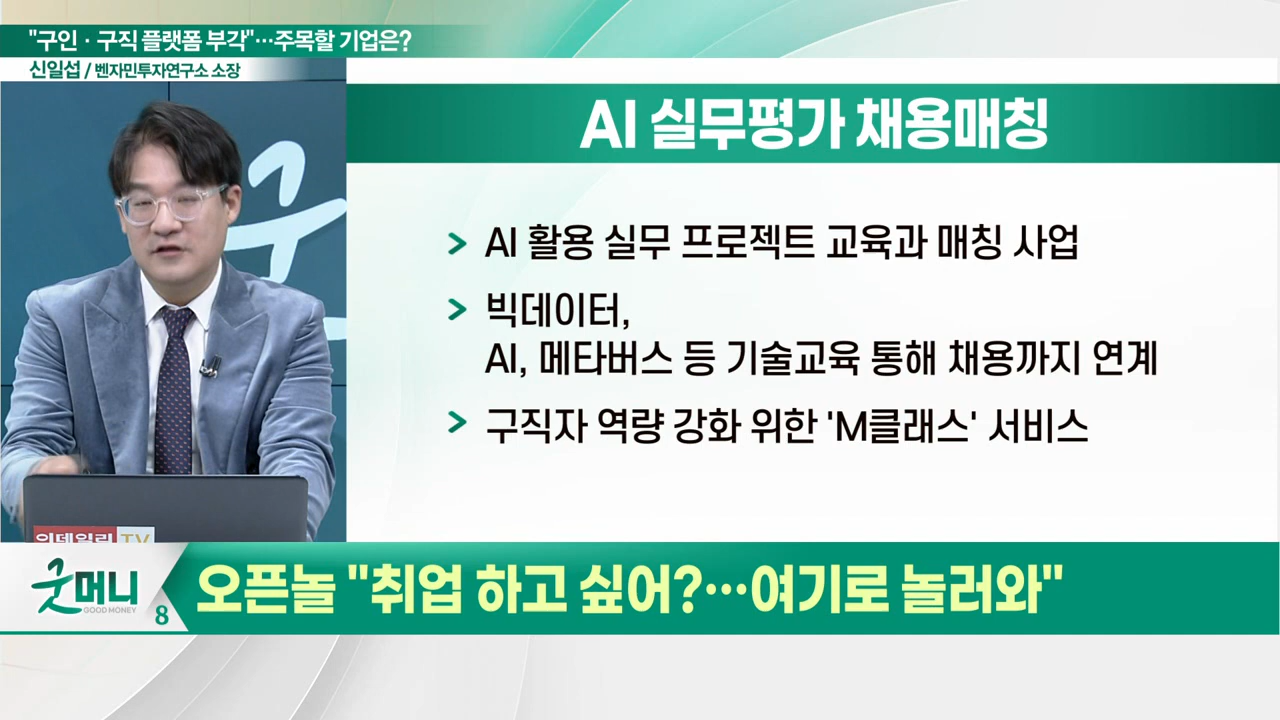 "구인 · 구직 플랫폼 부각"…주목할 기업은?
신일섭 / 벤자민투자연구소 소장
AI 실무평가 채용매칭
> AI 활용 실무 프로젝트 교육과 매칭 사업
> 빅데이터,
AI, 메타버스 등 기술교육 통해 채용까지 연계
> 구직자 역량 강화 위한 'M클래스' 서비스
이데일리 TV
굿머니
GOOD MONEY
8
오픈놀 "취업 하고 싶어?…여기로 놀러와"